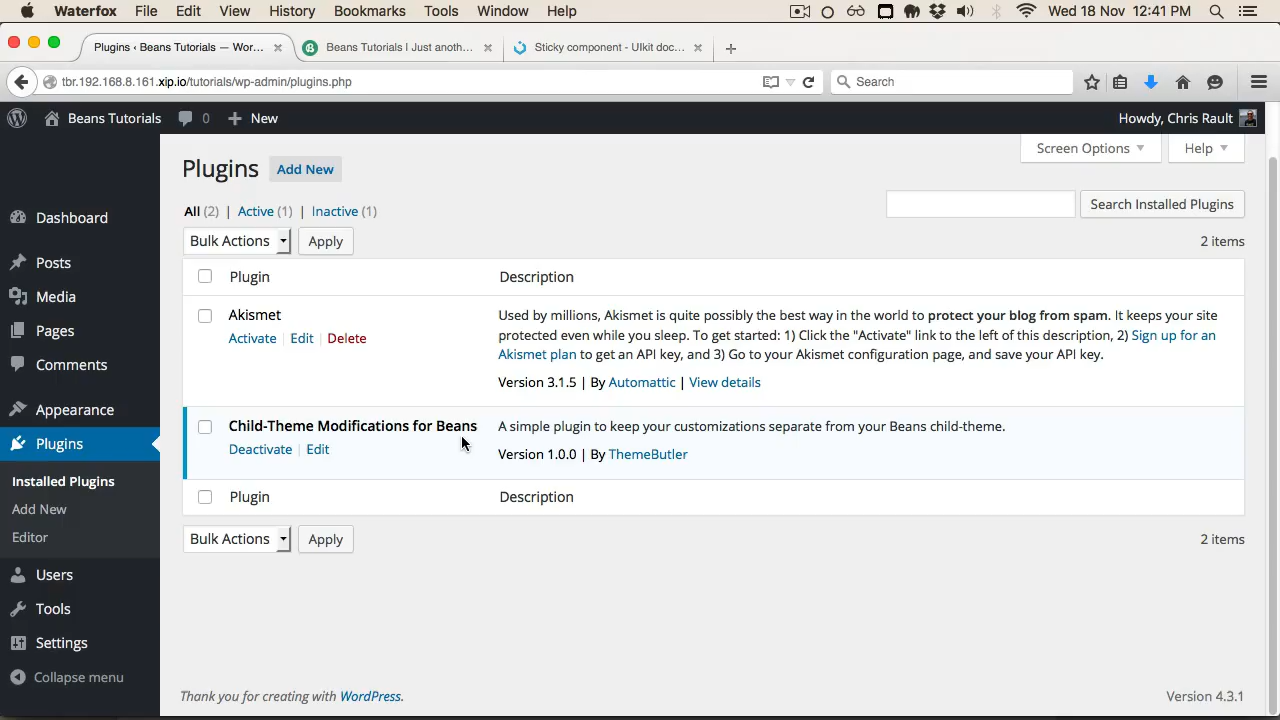 Waterfox File Edit View History Bookmarks Tools Window Help Wed 18 Nov 12:41 PM
Plugins ‹ Beans Tutorials — Wor... Beans Tutorials | Just anoth... Sticky component - UIkit doc...
tbr.192.168.8.161.xip.io/tutorials/wp-admin/plugins.php Search
Beans Tutorials 0 New Howdy, Chris Rault
Screen Options Help
Plugins Add New
All (2) | Active (1) | Inactive (1)
Search Installed Plugins
Bulk Actions Apply 2 items
Plugin Description
Akismet
Activate | Edit | Delete
Used by millions, Akismet is quite possibly the best way in the world to protect your blog from spam. It keeps your site
protected even while you sleep. To get started: 1) Click the "Activate" link to the left of this description, 2) Sign up for an
Akismet plan to get an API key, and 3) Go to your Akismet configuration page, and save your API key.
Version 3.1.5 | By Automattic | View details
Child-Theme Modifications for Beans
Deactivate | Edit
A simple plugin to keep your customizations separate from your Beans child-theme.
Version 1.0.0 | By ThemeButler
Plugin Description
Bulk Actions Apply 2 items
Dashboard
Posts
Media
Pages
Comments
Appearance
Plugins
Installed Plugins
Add New
Editor
Users
Tools
Settings
Collapse menu
Thank you for creating with WordPress. Version 4.3.1